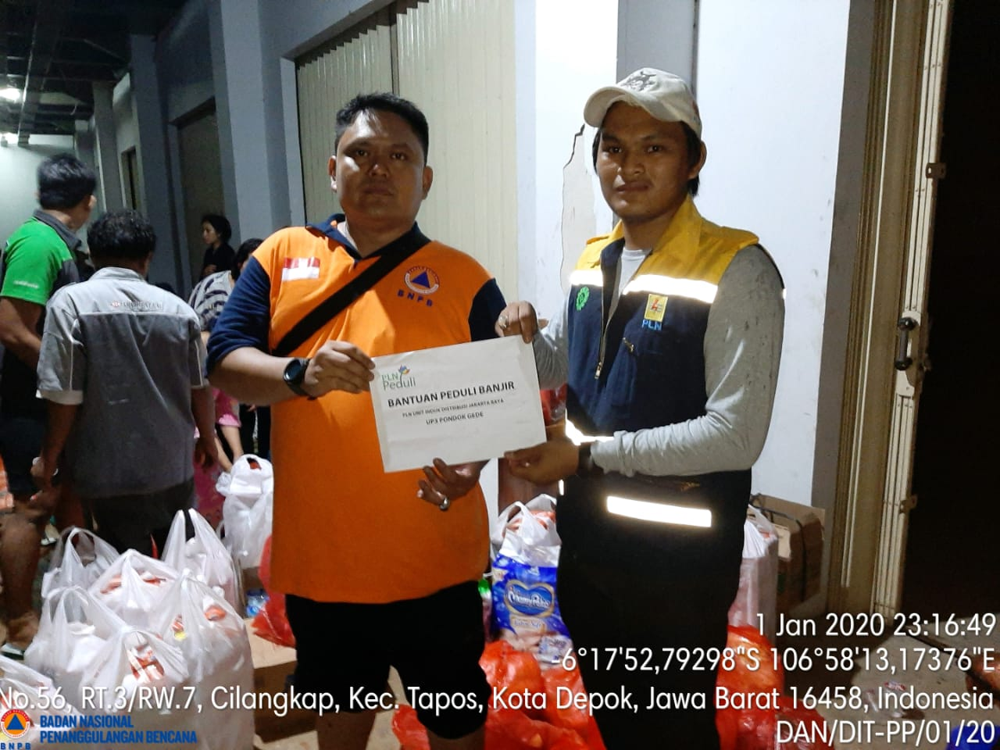 BNPB
PLN
PLN
Peduli
BANTUAN PEDULI BANJIR
PLN UNIT INDUK DISTRIBUSI JAKARTA RAYA
UP3 PONDOK GEDE
1 Jan 2020 23:16:49
6°17'52,79298"S 106°58'13,17376"E
No.56, RT.3/RW.7, Cilangkap, Kec. Tapos, Kota Depok, Jawa Barat 16458, Indonesia
DAN/DIT-PP/01/20
BADAN NASIONAL
PENANGGULANGAN BENCANA
BNPB